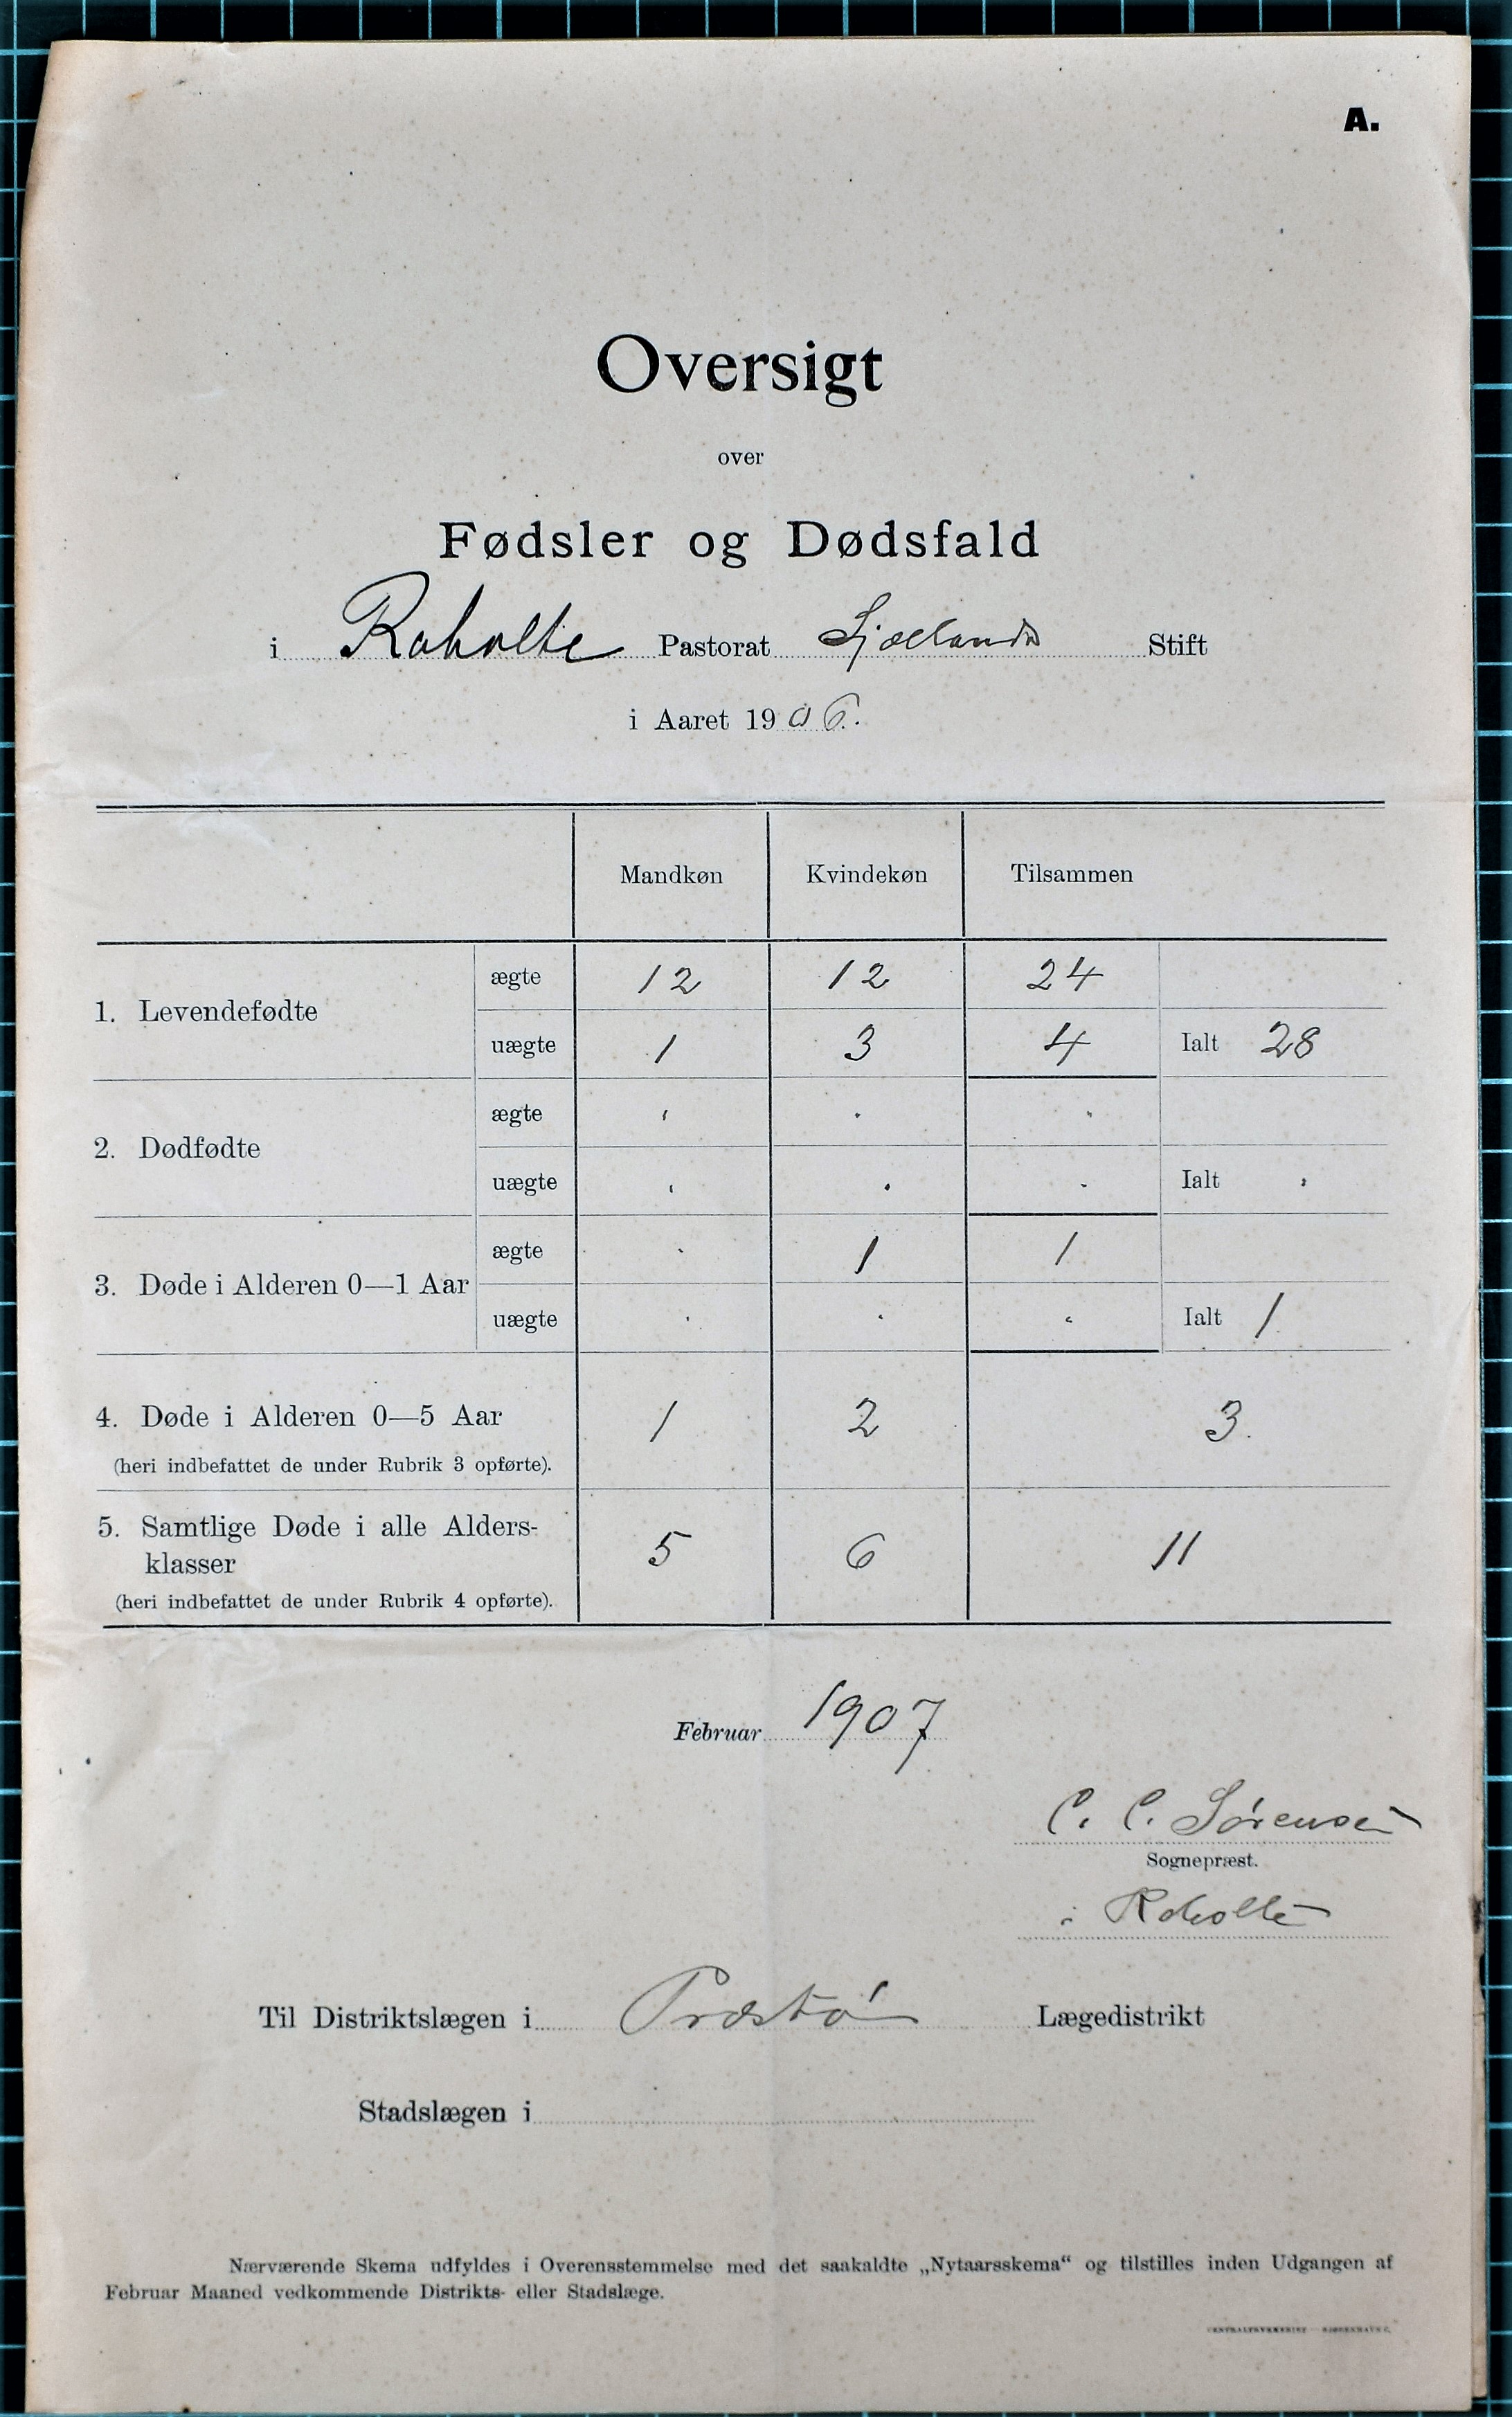 A.
Oversigt
over
Fødsler og Dødsfald
i Roholte Pastorat Sjællands Stift
i Aaret 1906.
Mandkøn Kvindekøn Tilsammen
1. Levendefødte
ægte 12 12 24
uægte 1 3 4 Ialt 28
2. Dødfødte
ægte " . "
uægte . . . Ialt .
3. Døde i Alderen 0—1 Aar
ægte . 1 1
uægte . . . Ialt 1
4. Døde i Alderen 0—5 Aar 1 2 3.
(heri indbefattet de under Rubrik 3 opførte).
5. Samtlige Døde i alle Alders-
klasser 5 6 11
(heri indbefattet de under Rubrik 4 opførte).
Februar 1907
C. C. Sørensen
Sognepræst.
i Roholte
Til Distriktslægen i Præstø Lægedistrikt
Stadslægen i
Nærværende Skema udfyldes i Overensstemmelse med det saakaldte „Nytaarsskema“ og tilstilles inden Udgangen af
Februar Maaned vedkommende Distrikts- eller Stadslæge.
CENTRALTRYKKERIET KJØBENHAVN C.